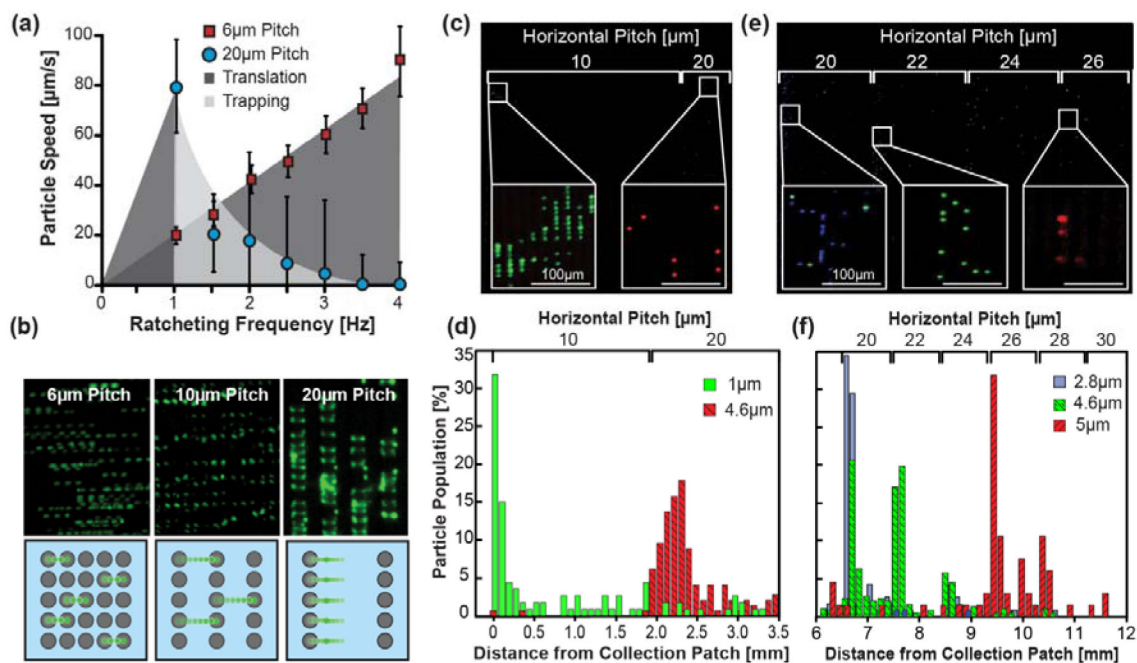 (a)
Particle Speed [µm/s]
100
80
60
40
20
0
6µm Pitch
20µm Pitch
Translation
Trapping
0 1 2 3 4
Ratcheting Frequency [Hz]
(b)
6µm Pitch 10µm Pitch 20µm Pitch
(c)
Horizontal Pitch [µm]
10 20
100µm
(e)
Horizontal Pitch [µm]
20 22 24 26
100µm
(d)
Horizontal Pitch [µm]
10 20
Particle Population [%]
35
30
25
20
15
10
5
0
1µm
4.6µm
0 0.5 1.0 1.5 2.0 2.5 3.0 3.5
Distance from Collection Patch [mm]
(f)
Horizontal Pitch [µm]
20 22 24 26 28 30
2.8µm
4.6µm
5µm
6 7 8 9 10 11 12
Distance from Collection Patch [mm]